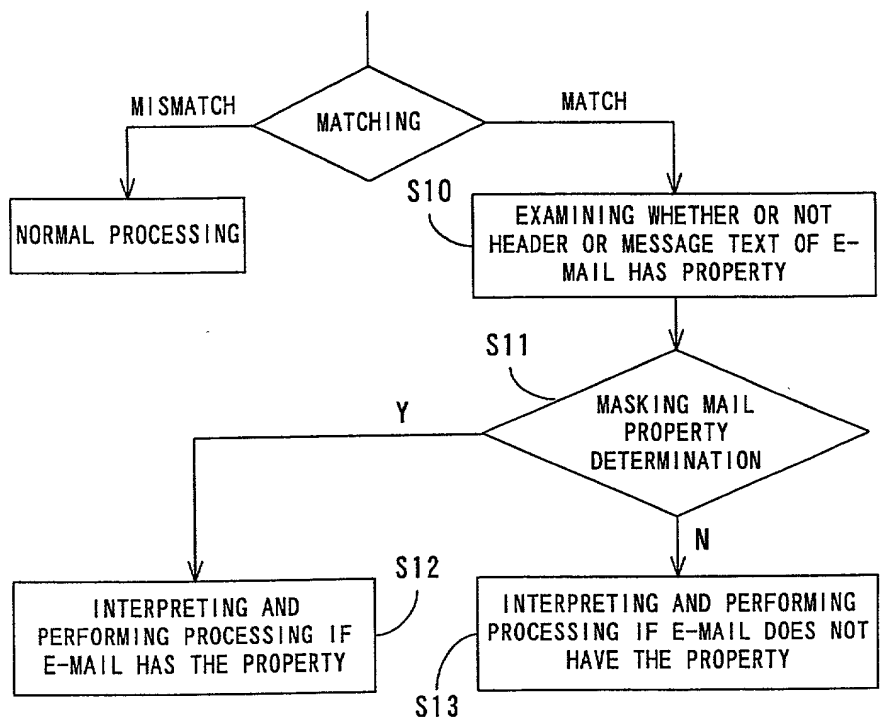 MISMATCH
MATCHING
MATCH
S10
NORMAL PROCESSING
EXAMINING WHETHER OR NOT
HEADER OR MESSAGE TEXT OF E-
MAIL HAS PROPERTY
S11
Y
MASKING MAIL
PROPERTY
DETERMINATION
N
S12
INTERPRETING AND
PERFORMING PROCESSING IF
E-MAIL HAS THE PROPERTY
INTERPRETING AND PERFORMING
PROCESSING IF E-MAIL DOES NOT
HAVE THE PROPERTY
S13